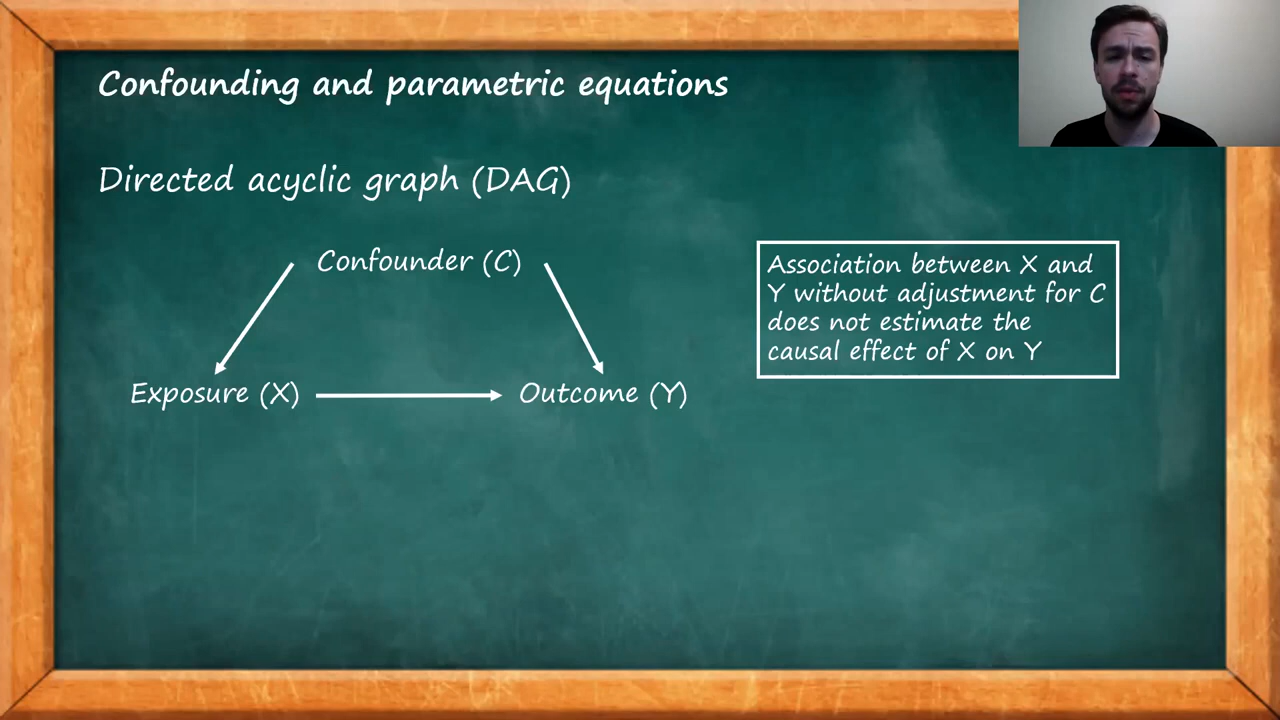 Confounding and parametric equations
Directed acyclic graph (DAG)
Confounder (C)
Exposure (X)
Outcome (Y)
Association between X and
Y without adjustment for C
does not estimate the
causal effect of X on Y